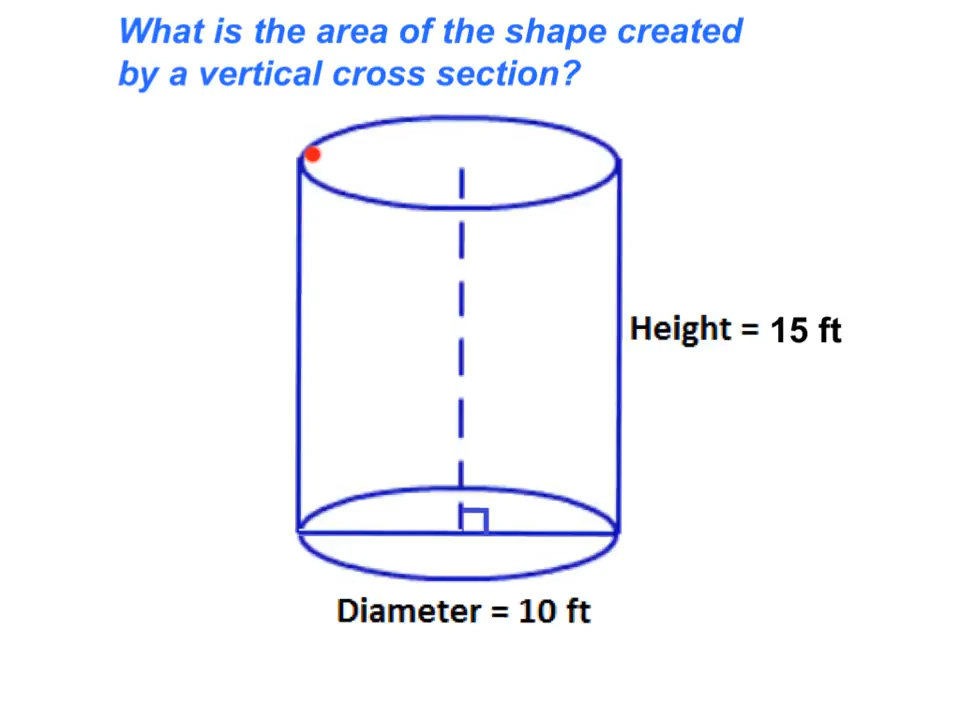 What is the area of the shape created
by a vertical cross section?
Height = 15 ft
Diameter = 10 ft